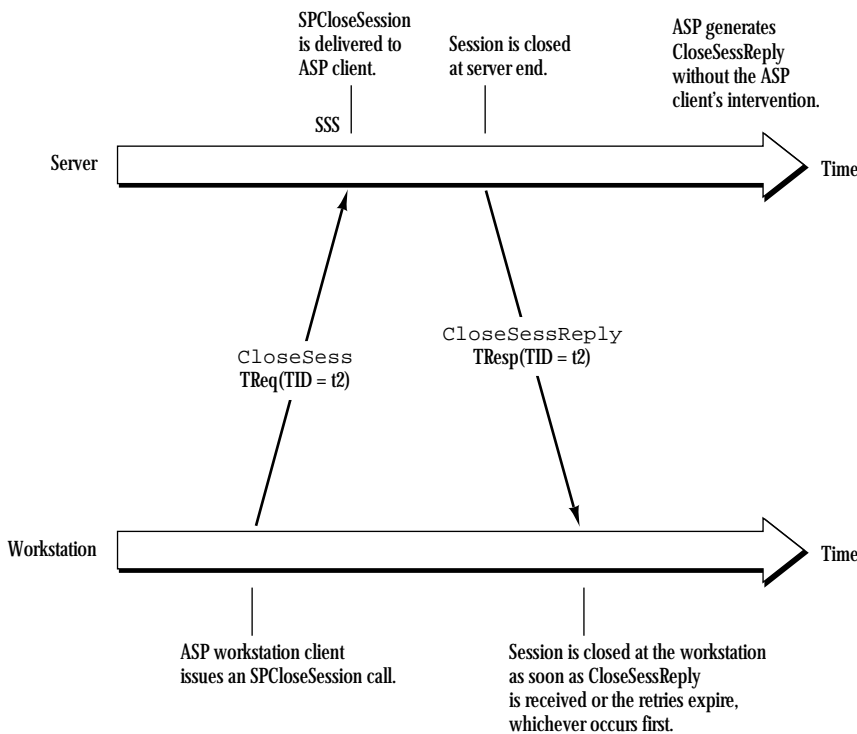 SPCloseSession
is delivered to
ASP client.
Session is closed
at server end.
ASP generates
CloseSessReply
without the ASP
client's intervention.
SSS
Server
Time
CloseSess
TReq(TID = t2)
CloseSessReply
TResp(TID = t2)
Workstation
Time
ASP workstation client
issues an SPCloseSession call.
Session is closed at the workstation
as soon as CloseSessReply
is received or the retries expire,
whichever occurs first.